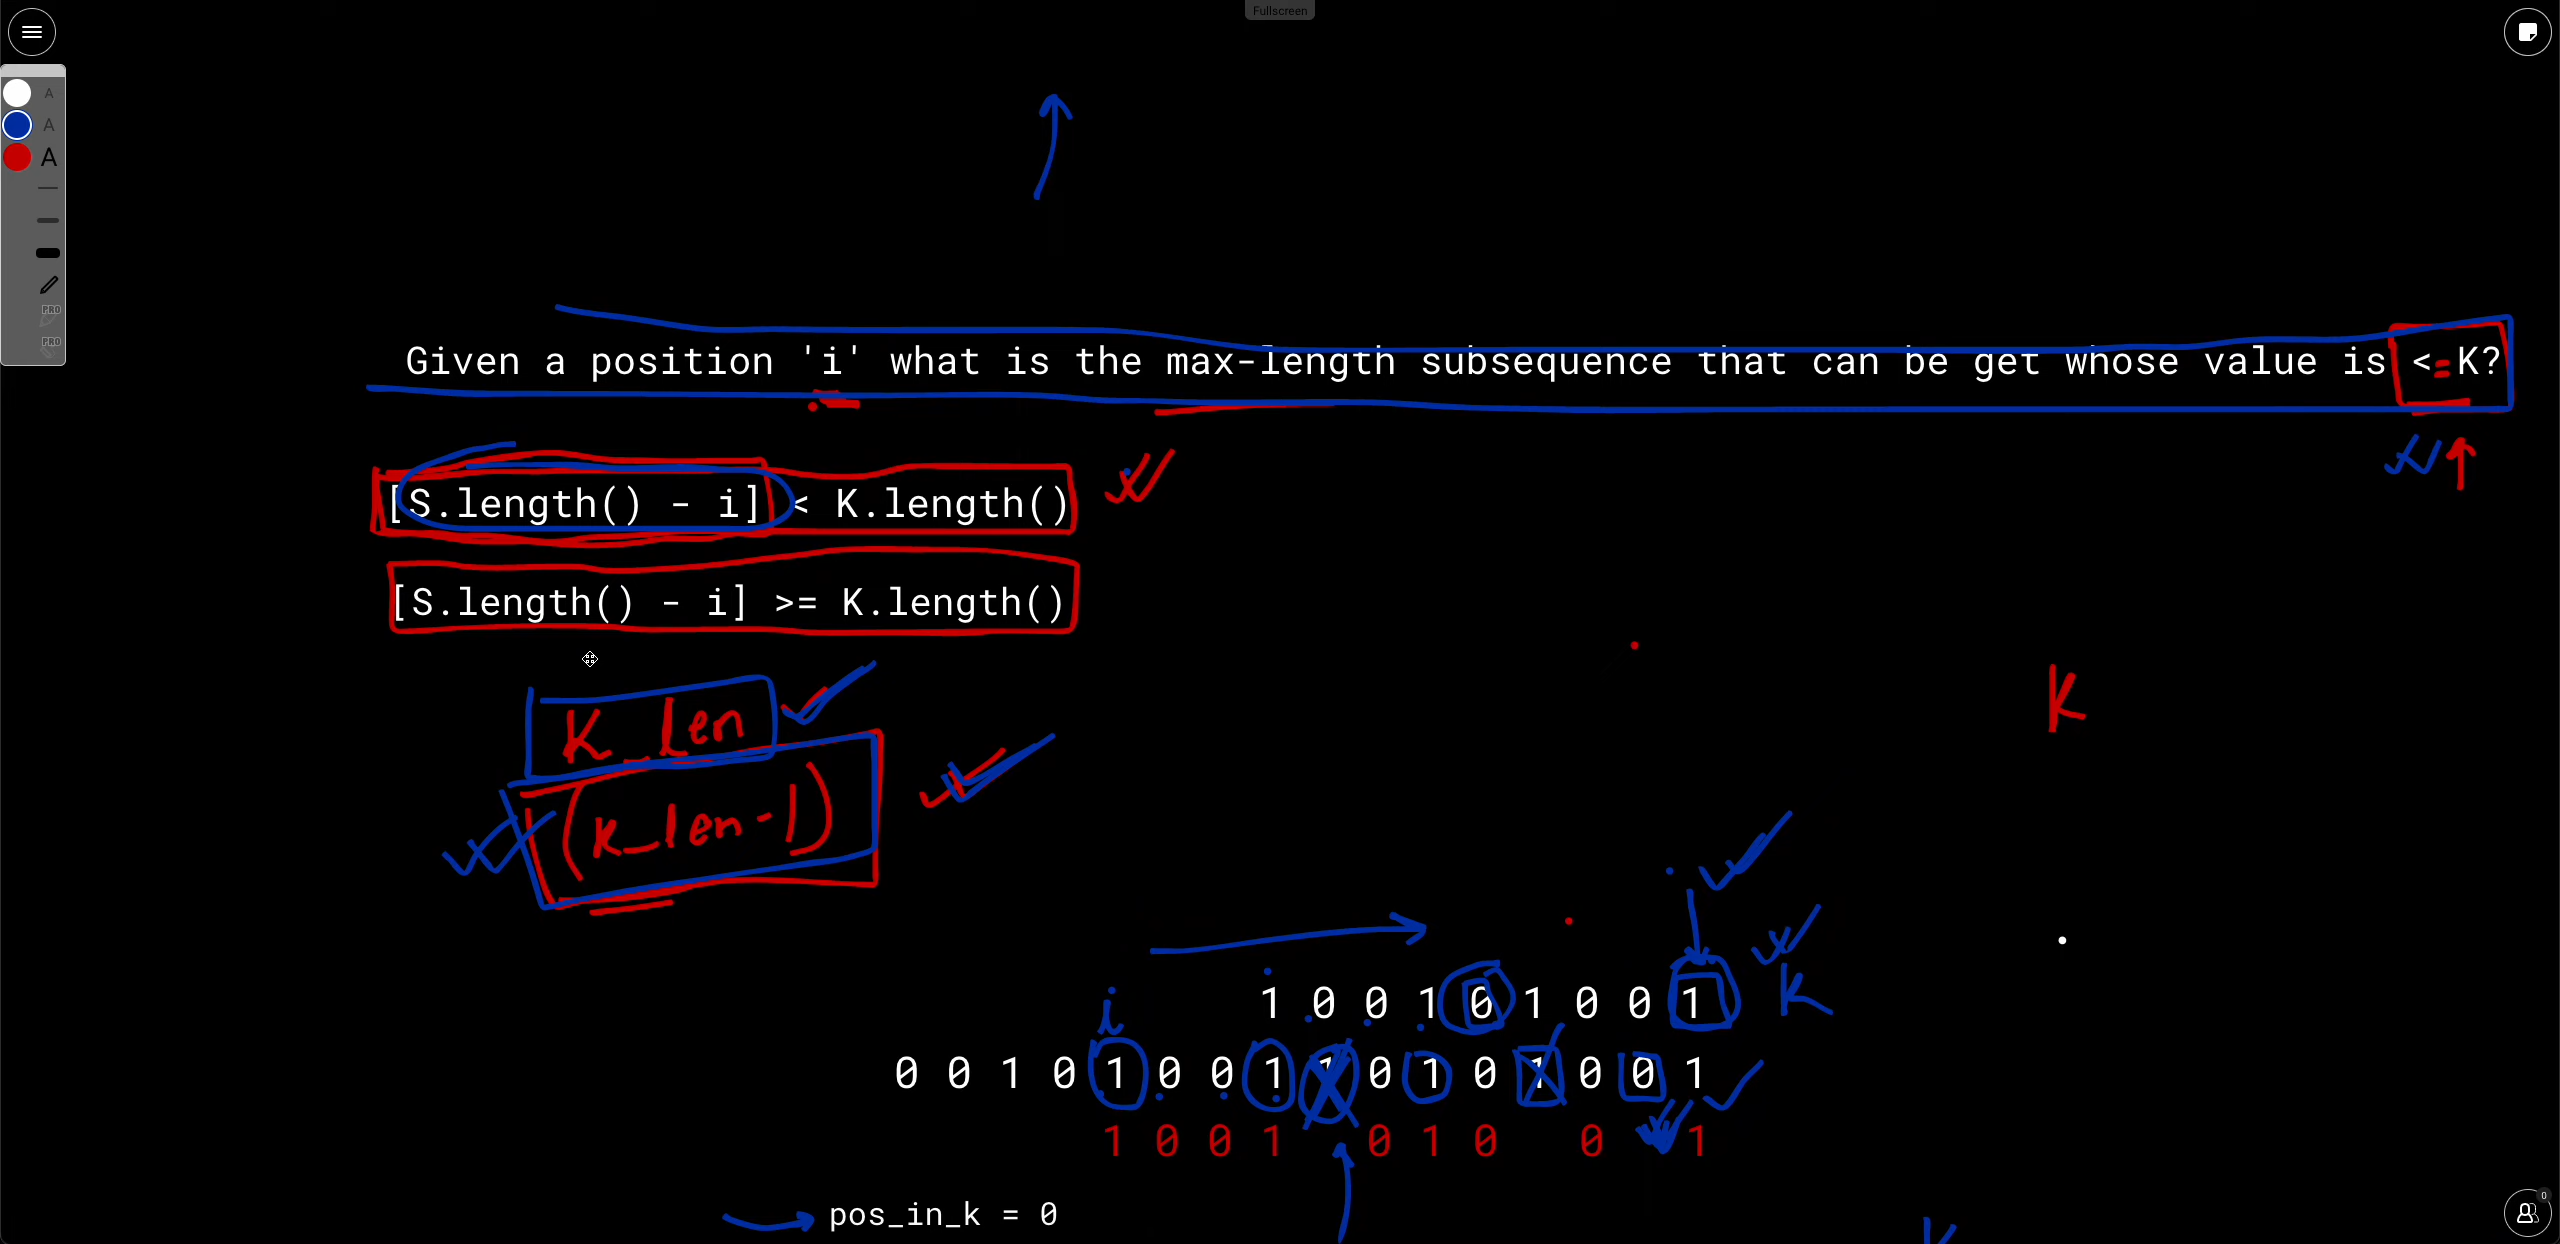 Fullscreen
A
A
A
PRO
PRO
Given a position 'i' what is the max-length subsequence that can be get whose value is <=K?
[S.length() - i] < K.length()
[S.length() - i] >= K.length()
K_len
K
(K_len-1)
1 0 0 1 0 1 0 0 1 K
i
0 0 1 0 1 0 0 1 1 0 1 0 1 0 0 1
1 0 0 1 0 1 0 0 1
pos_in_k = 0
0